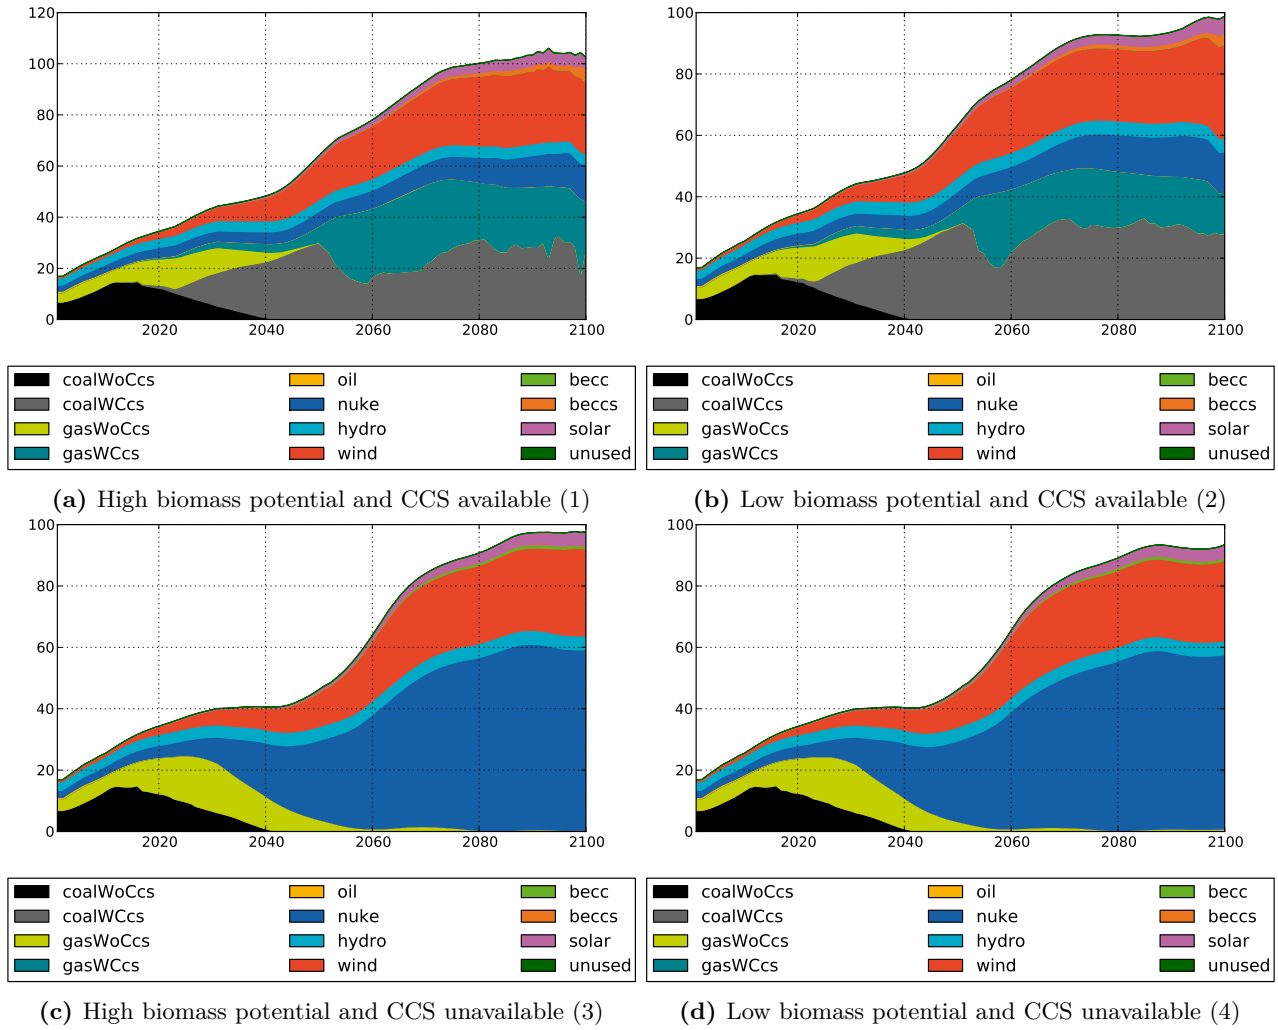 120
100
80
60
40
20
0
2020 2040 2060 2080 2100
100
80
60
40
20
0
2020 2040 2060 2080 2100
coalWoCcs oil becc
coalWCcs nuke beccs
gasWoCcs hydro solar
gasWCcs wind unused
coalWoCcs oil becc
coalWCcs nuke beccs
gasWoCcs hydro solar
gasWCcs wind unused
(a) High biomass potential and CCS available (1)
(b) Low biomass potential and CCS available (2)
100
80
60
40
20
0
2020 2040 2060 2080 2100
100
80
60
40
20
0
2020 2040 2060 2080 2100
coalWoCcs oil becc
coalWCcs nuke beccs
gasWoCcs hydro solar
gasWCcs wind unused
coalWoCcs oil becc
coalWCcs nuke beccs
gasWoCcs hydro solar
gasWCcs wind unused
(c) High biomass potential and CCS unavailable (3)
(d) Low biomass potential and CCS unavailable (4)